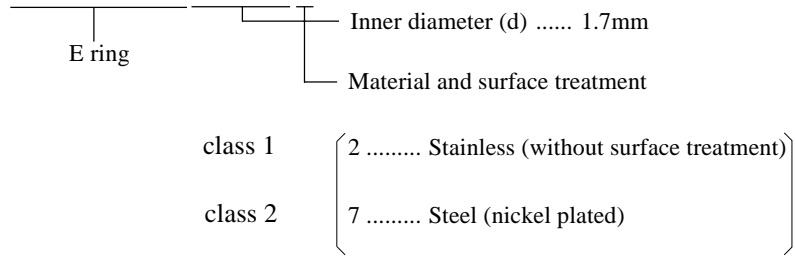 Inner diameter (d) ...... 1.7mm
E ring
Material and surface treatment
class 1 2 ......... Stainless (without surface treatment)
class 2 7 ......... Steel (nickel plated)